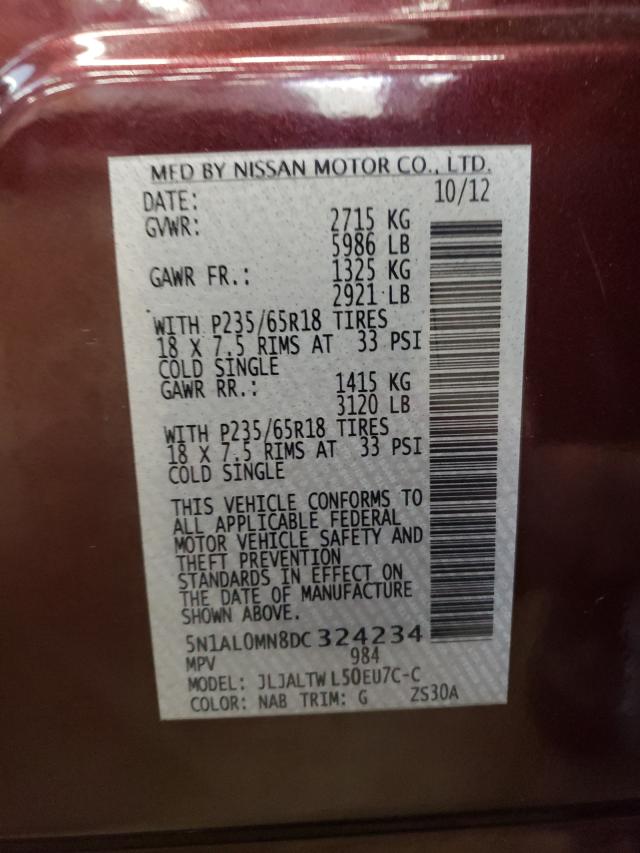 MFD BY NISSAN MOTOR CO., LTD.
DATE: 10/12
GVWR: 2715 KG
5986 LB
GAWR FR.: 1325 KG
2921 LB
WITH P235/65R18 TIRES
18 X 7.5 RIMS AT 33 PSI
COLD SINGLE
GAWR RR.: 1415 KG
3120 LB
WITH P235/65R18 TIRES
18 X 7.5 RIMS AT 33 PSI
COLD SINGLE
THIS VEHICLE CONFORMS TO
ALL APPLICABLE FEDERAL
MOTOR VEHICLE SAFETY AND
THEFT PREVENTION
STANDARDS IN EFFECT ON
THE DATE OF MANUFACTURE
SHOWN ABOVE.
5N1AL0MN8DC 324234
MPV 984
MODEL: JLJALTW L50EU7C-C
COLOR: NAB TRIM: G ZS30A